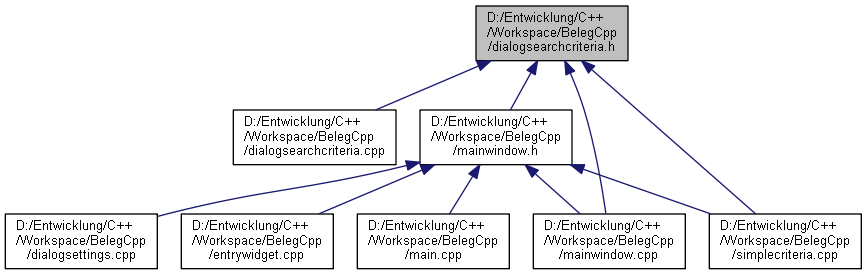 D:/Entwicklung/C++
/Workspace/BelegCpp
/dialogsearchcriteria.h
D:/Entwicklung/C++
/Workspace/BelegCpp
/dialogsearchcriteria.cpp
D:/Entwicklung/C++
/Workspace/BelegCpp
/mainwindow.h
D:/Entwicklung/C++
/Workspace/BelegCpp
/dialogsettings.cpp
D:/Entwicklung/C++
/Workspace/BelegCpp
/entrywidget.cpp
D:/Entwicklung/C++
/Workspace/BelegCpp
/main.cpp
D:/Entwicklung/C++
/Workspace/BelegCpp
/mainwindow.cpp
D:/Entwicklung/C++
/Workspace/BelegCpp
/simplecriteria.cpp